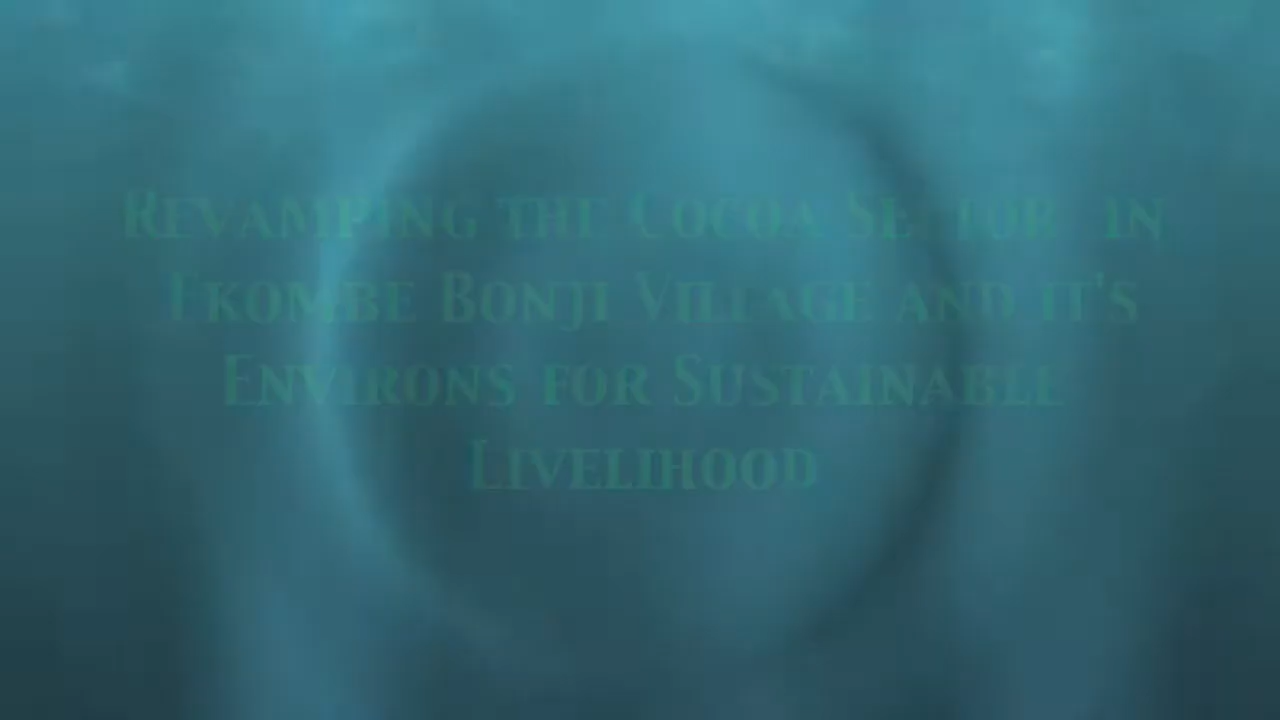 Revamping the Cocoa Sector in
Ekombe Bonji Village and it's
Environs for Sustainable
Livelihood